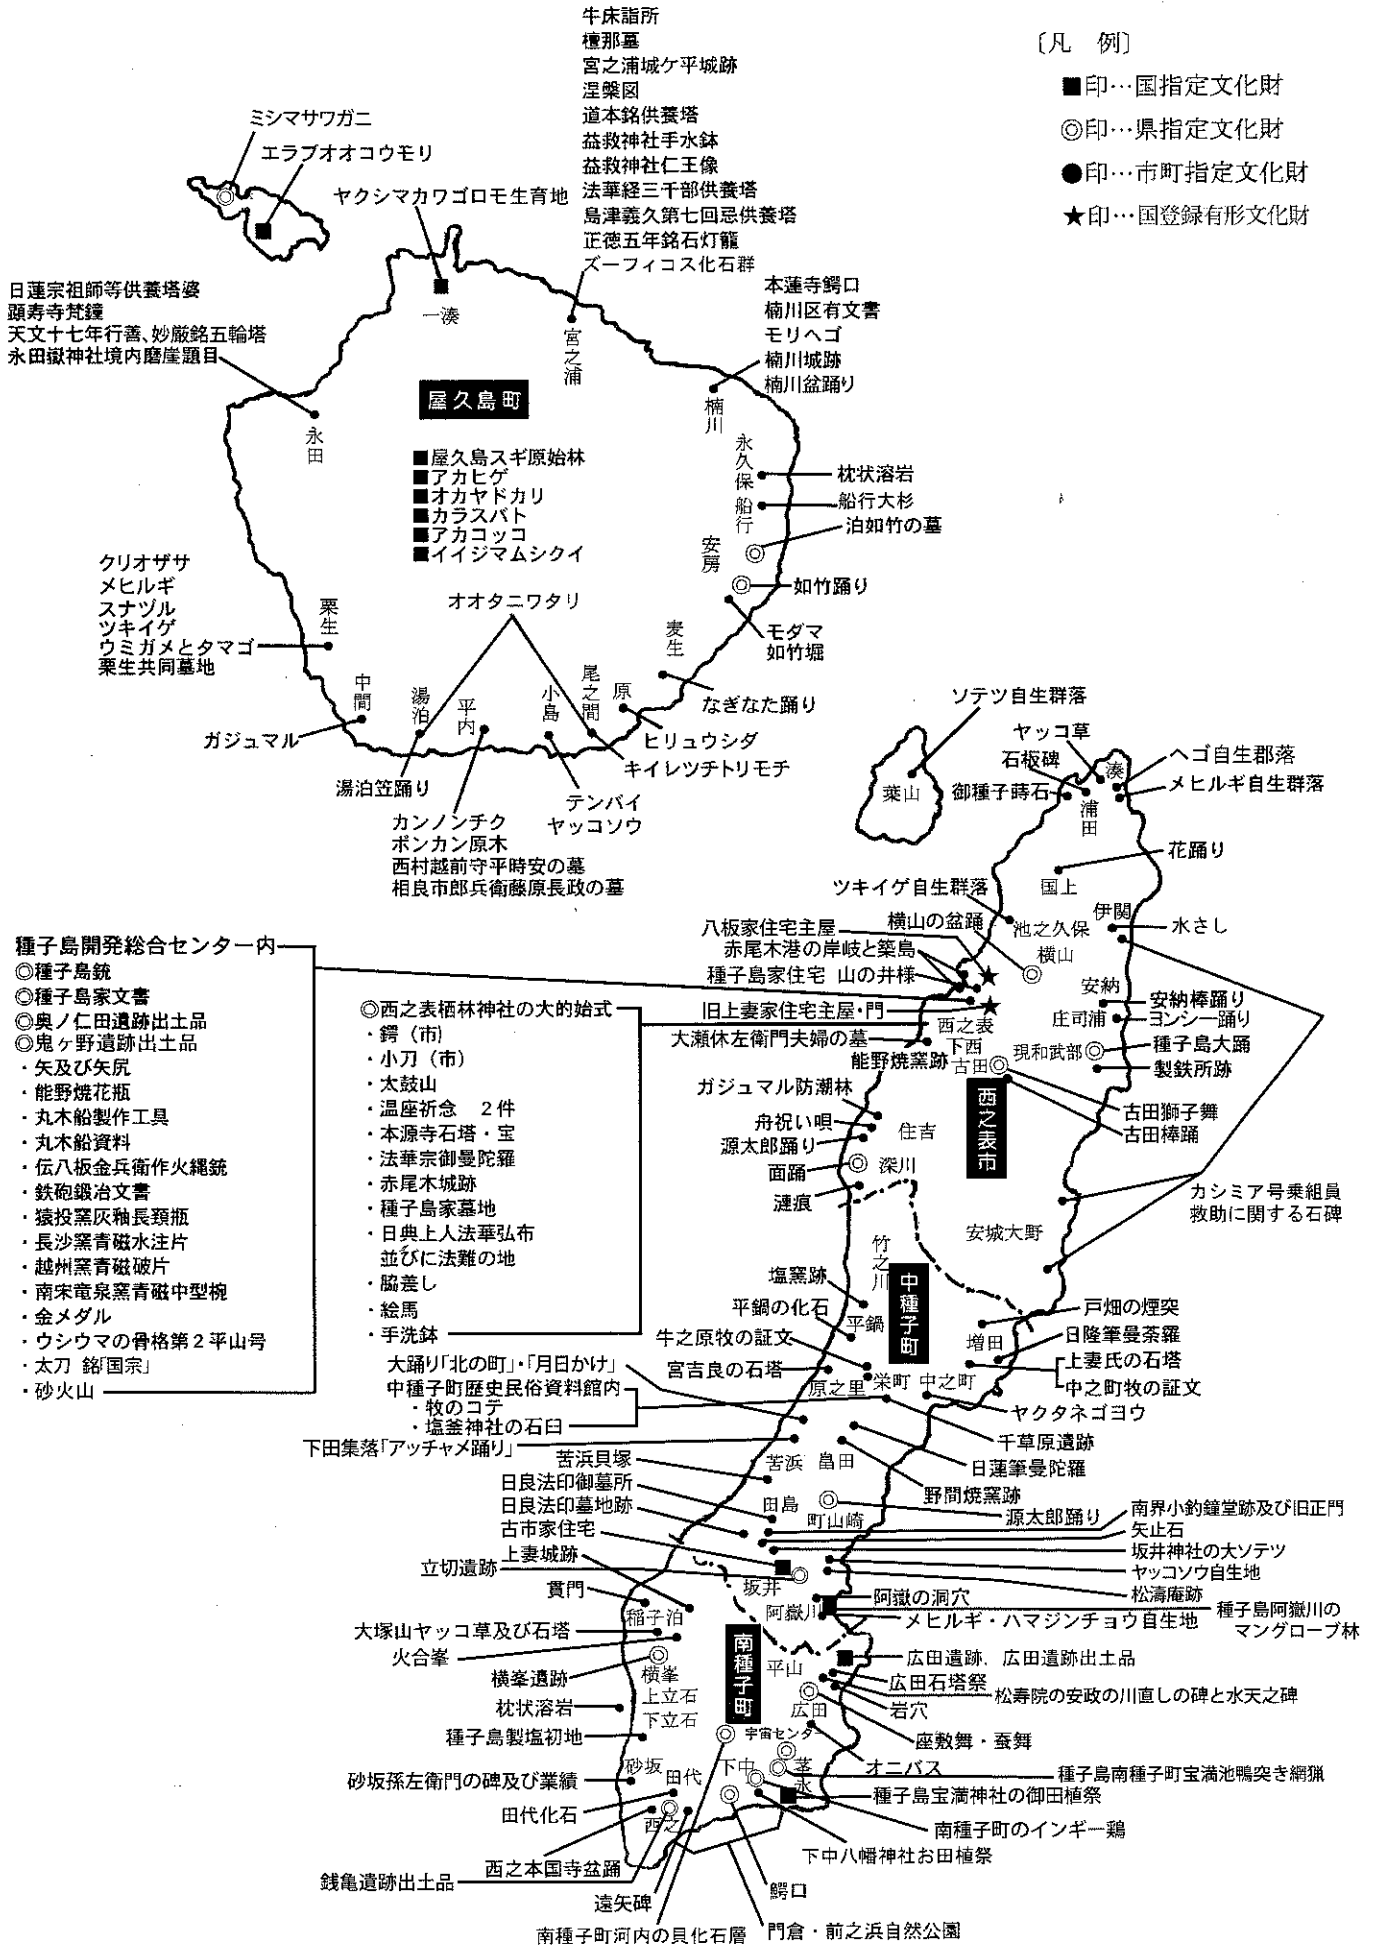 〔凡 例〕
■印…国指定文化財
◎印…県指定文化財
●印…市町指定文化財
★印…国登録有形文化財
牛床詣所
檀那墓
宮之浦城ケ平城跡
涅槃図
道本銘供養塔
益救神社手水鉢
益救神社仁王像
法華経三千部供養塔
島津義久第七回忌供養塔
正徳五年銘石灯籠
ズーフィコス化石群
ミシマサワガニ
エラブオオコウモリ
ヤクシマカワゴロモ生育地
日蓮宗祖師等供養塔婆
顕寿寺梵鐘
天文十七年行善、妙厳銘五輪塔
永田嶽神社境内磨崖題目
本蓮寺鰐口
楠川区有文書
モリヘゴ
楠川城跡
楠川盆踊り
一湊
宮之浦
楠川
屋久島町
永田
■屋久島スギ原始林
■アカヒゲ
■オカヤドカリ
■カラスバト
■アカコッコ
■イイジマムシクイ
永久保
船行
安房
枕状溶岩
船行大杉
泊如竹の墓
如竹踊り
モダマ
如竹堀
クリオザサ
メヒルギ
スナヅル
ツキイゲ
ウミガメとタマゴ
栗生共同墓地
栗生
オオタニワタリ
麦生
なぎなた踊り
中間
湯泊
平内
小島
尾之間
原
ガジュマル
ヒリュウシダ
キイレツチトリモチ
湯泊笠踊り
テンバイ
ヤッコソウ
カンノンチク
ポンカン原木
西村越前守平時安の墓
相良市郎兵衛藤原長政の墓
ソテツ自生群落
ヤッコ草
石板碑
御種子蒔石
葉山
湊
浦田
ヘゴ自生郡落
メヒルギ自生群落
花踊り
国上
ツキイゲ自生群落
伊関
池之久保
水さし
横山の盆踊
横山
八板家住宅主屋
赤尾木港の岸岐と築島
種子島家住宅 山の井様
旧上妻家住宅主屋・門
大瀬休左衛門夫婦の墓
能野焼窯跡
西之表
下西
古田
安納
庄司浦
現和武部
安納棒踊り
ヨンシー踊り
種子島大踊
製鉄所跡
古田獅子舞
古田棒踊
西之表市
種子島開発総合センター内
◎種子島銃
◎種子島家文書
◎奥ノ仁田遺跡出土品
◎鬼ヶ野遺跡出土品
・矢及び矢尻
・能野焼花瓶
・丸木船製作工具
・丸木船資料
・伝八板金兵衛作火縄銃
・鉄砲鍛冶文書
・猿投窯灰釉長頚瓶
・長沙窯青磁水注片
・越州窯青磁破片
・南宋竜泉窯青磁中型椀
・金メダル
・ウシウマの骨格第2平山号
・太刀 銘「国宗」
・砂火山
◎西之表栖林神社の大的始式
・鍔（市）
・小刀（市）
・太鼓山
・温座祈念 2件
・本源寺石塔・宝
・法華宗御曼陀羅
・赤尾木城跡
・種子島家墓地
・日典上人法華弘布
並びに法難の地
・脇差し
・絵馬
・手洗鉢
ガジュマル防潮林
舟祝い唄
源太郎踊り
面踊
漣痕
住吉
深川
カシミア号乗組員
救助に関する石碑
安城大野
竹之川
中種子町
塩窯跡
平鍋の化石
平鍋
牛之原牧の証文
宮吉良の石塔
原之里
栄町
中之町
増田
戸畑の煙突
日隆筆曼荼羅
上妻氏の石塔
中之町牧の証文
ヤクタネゴヨウ
千草原遺跡
日蓮筆曼陀羅
野間焼窯跡
源太郎踊り
大踊り「北の町」・「月日かけ」
中種子町歴史民俗資料館内
・牧のコテ
・塩釜神社の石臼
下田集落「アッチャメ踊り」
苦浜貝塚
苦浜
畠田
日良法印御墓所
日良法印墓地跡
田島
町山崎
古市家住宅
上妻城跡
立切遺跡
坂井
南界小釣鐘堂跡及び旧正門
矢止石
坂井神社の大ソテツ
ヤッコソウ自生地
松濤庵跡
阿嶽の洞穴
阿嶽川
メヒルギ・ハマジンチョウ自生地
種子島阿嶽川の
マングローブ林
貫門
稲子泊
大塚山ヤッコ草及び石塔
火合峯
横峯遺跡
横峯
上立石
下立石
枕状溶岩
種子島製塩初地
南種子町
平山
広田遺跡、広田遺跡出土品
広田石塔祭
松寿院の安政の川直しの碑と水天之碑
岩穴
広田
座敷舞・蚕舞
宇宙センター
オニバス
砂坂
砂坂孫左衛門の碑及び業績
田代
田代化石
下中
茎永
種子島南種子町宝満池鴨突き網猟
種子島宝満神社の御田植祭
南種子町のインギー鶏
下中八幡神社お田植祭
西之
西之本国寺盆踊
銭亀遺跡出土品
遠矢碑
鰐口
南種子町河内の貝化石層
門倉・前之浜自然公園